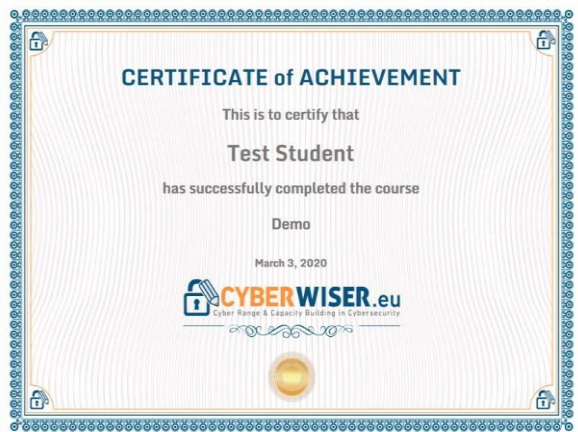 CERTIFICATE of ACHIEVEMENT
This is to certify that
Test Student
has successfully completed the course
Demo
March 3, 2020
CYBERWISER.eu
Cyber Range & Capacity Building in Cybersecurity